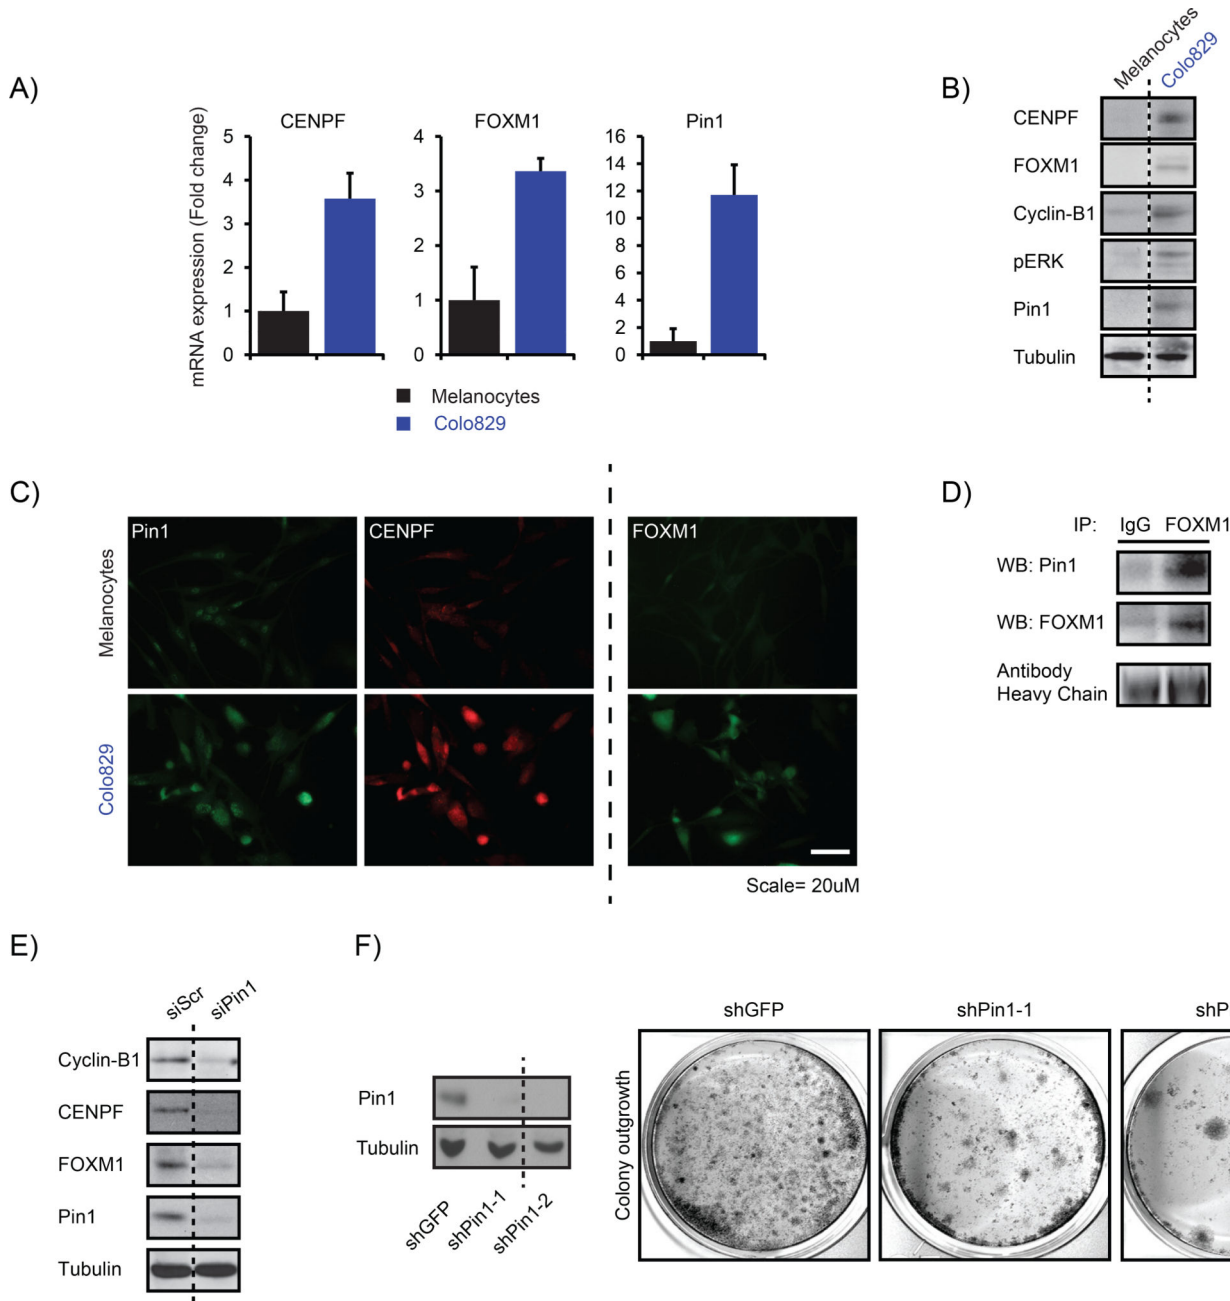 A)
mRNA expression (Fold change)
CENPF
5
4
3
2
1
0
FOXM1
4
3
2
1
0
Pin1
16
14
12
10
8
6
4
2
0
Melanocytes
Colo829
B)
Melanocytes
Colo829
CENPF
FOXM1
Cyclin-B1
pERK
Pin1
Tubulin
C)
Melanocytes
Colo829
Pin1
CENPF
FOXM1
Scale= 20uM
D)
IP: IgG FOXM1
WB: Pin1
WB: FOXM1
Antibody
Heavy Chain
E)
siScr
siPin1
Cyclin-B1
CENPF
FOXM1
Pin1
Tubulin
F)
Pin1
Tubulin
shGFP
shPin1-1
shPin1-2
Colony outgrowth
shGFP
shPin1-1
shP